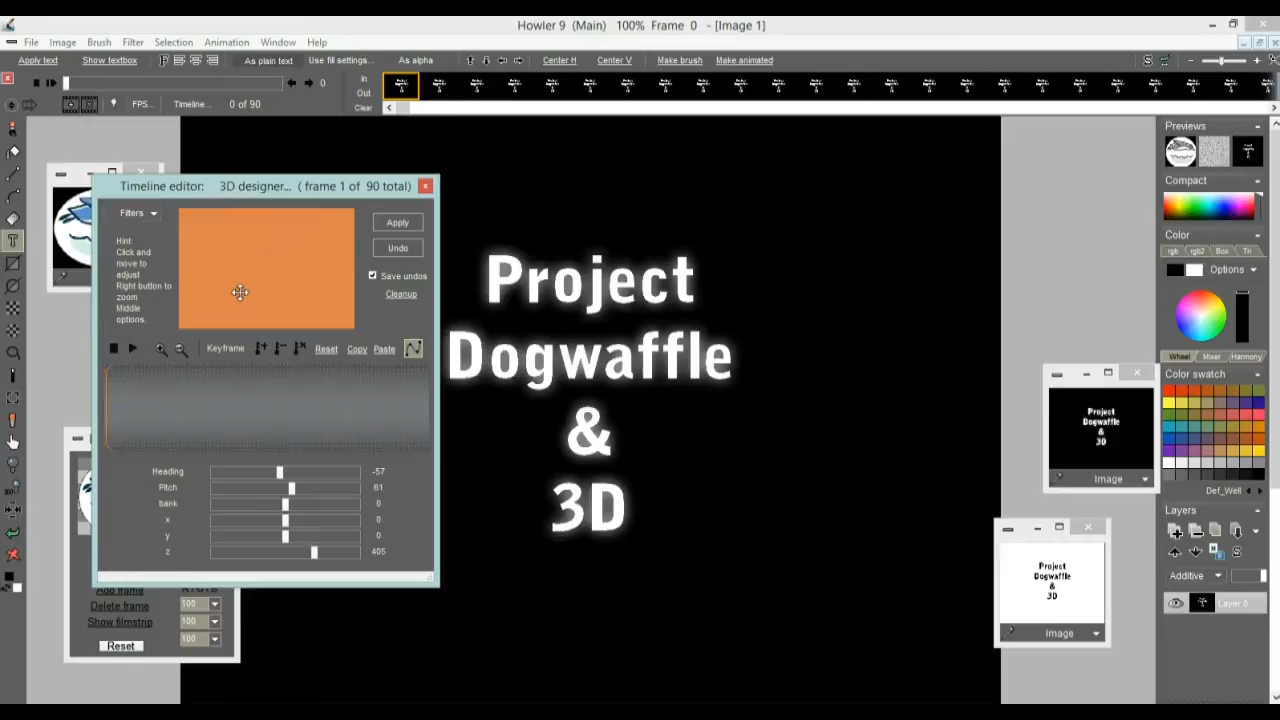 Howler 9 (Main) 100% Frame 0 - [Image 1]
File Image Brush Filter Selection Animation Window Help
Apply text Show textbox As plain text Use fill settings... As alpha Center H Center V Make brush Make animated
0
In
Out
Clear
FPS... Timeline... 0 of 90
Timeline editor: 3D designer... ( frame 1 of 90 total)
Filters
Hint:
Click and
move to
adjust
Right button to
zoom
Middle
options.
Apply
Undo
Save undos
Cleanup
Keyframe Reset Copy Paste
Heading -57
Pitch 61
bank 0
x 0
y 0
z 405
Add frame R / G / B
Delete frame 100
Show filmstrip 100
100
Reset
Project
Dogwaffle
&
3D
Project
Dogwaffle
&
3D
Image
Project
Dogwaffle
&
3D
Image
Previews
Compact
Color
rgb rgb2 Box Tri
Options
Wheel Mixer Harmony
Color swatch
Def_Well
Layers
Additive
Layer 0